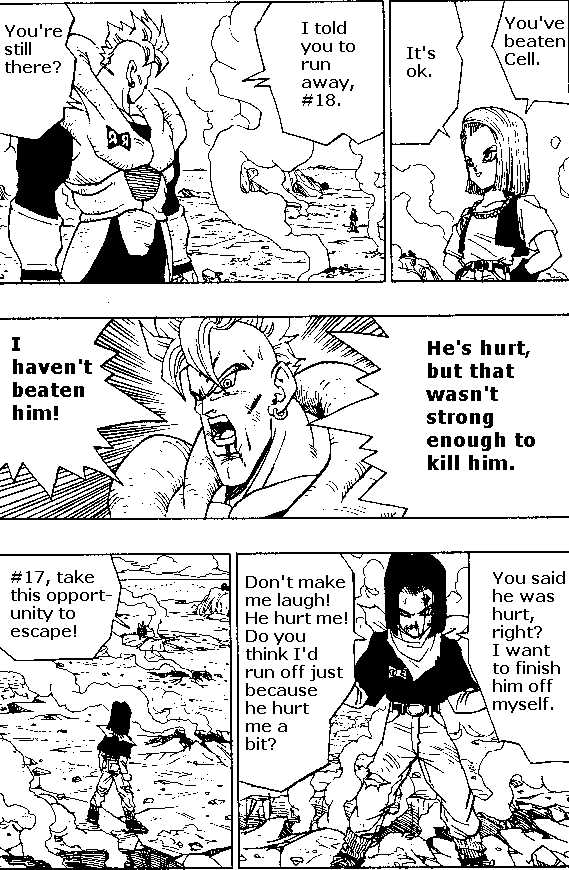 You're
still
there?
I told
you to
run
away,
#18.
It's
ok.
You've
beaten
Cell.
I
haven't
beaten
him!
He's hurt,
but that
wasn't
strong
enough to
kill him.
#17, take
this opport-
unity to
escape!
Don't make
me laugh!
He hurt me!
Do you
think I'd
run off just
because
he hurt
me a
bit?
You said
he was
hurt,
right?
I want
to finish
him off
myself.